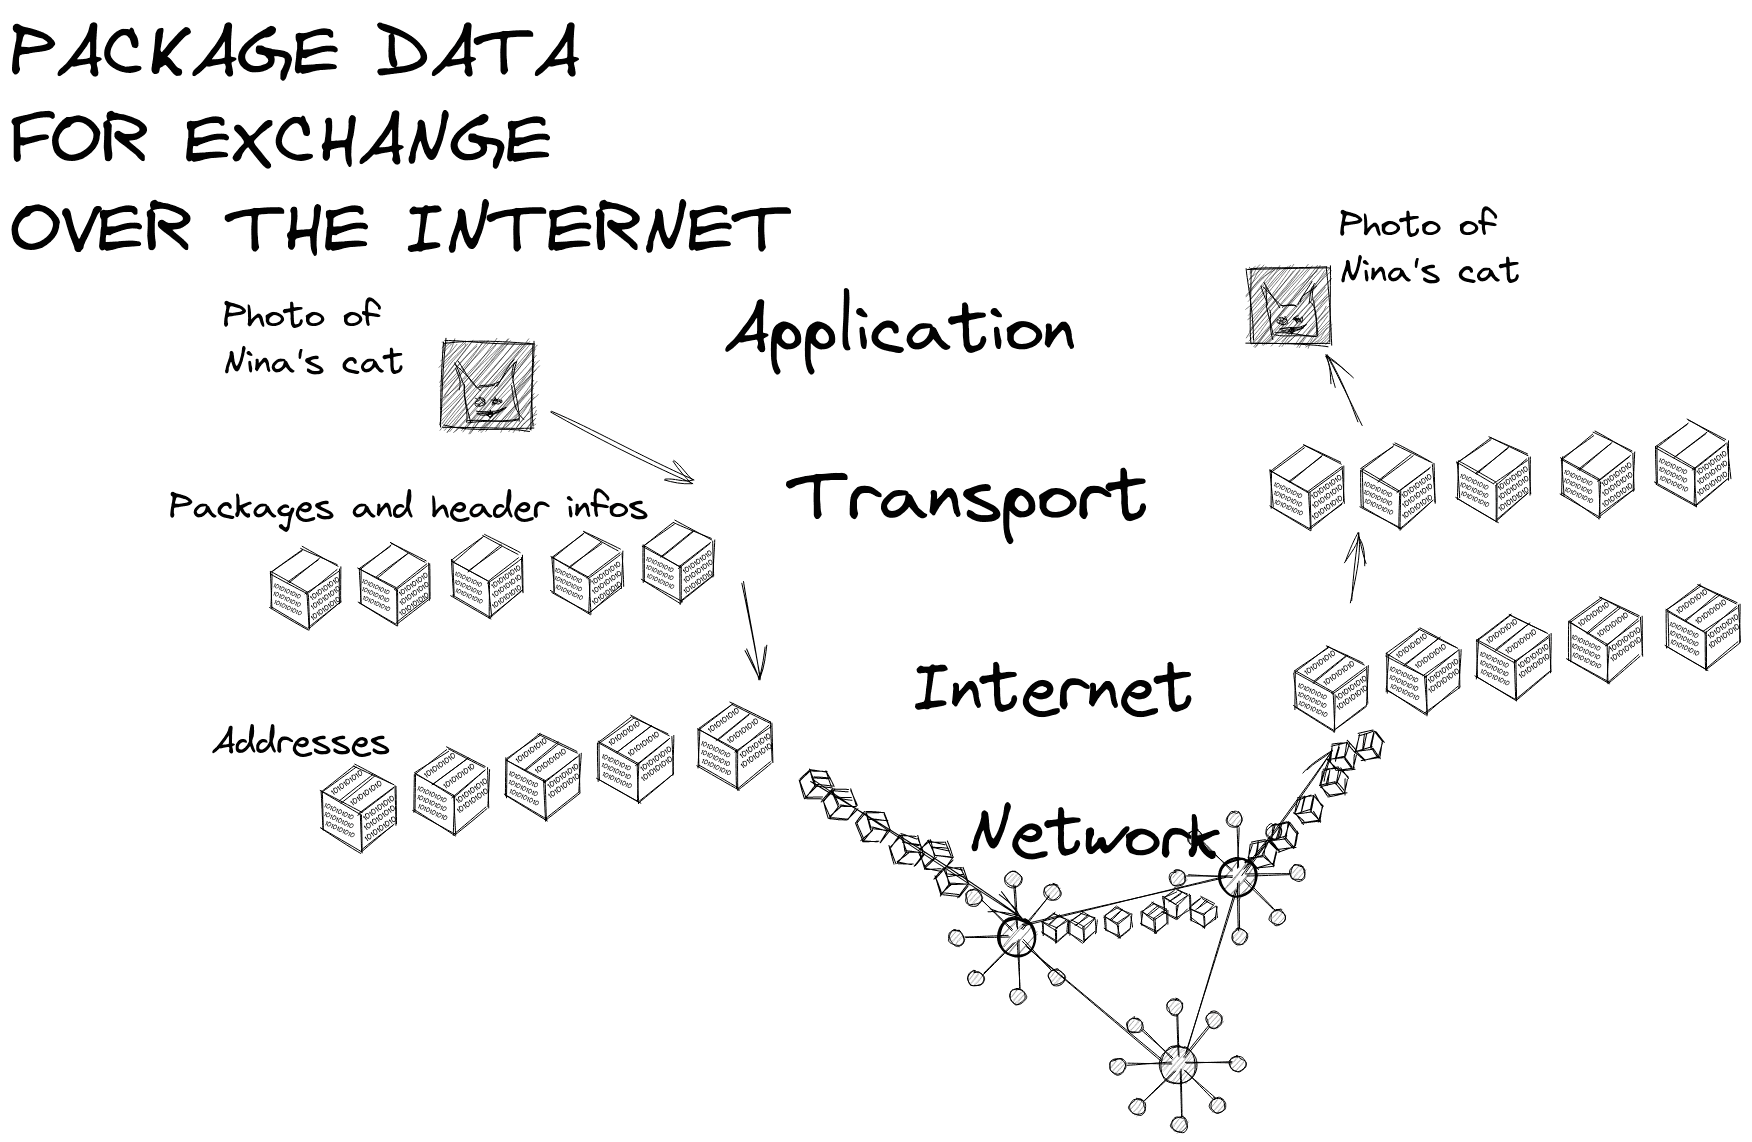 PACKAGE DATA
FOR EXCHANGE
OVER THE INTERNET
Photo of
Nina's cat
Application
Photo of
Nina's cat
Packages and header infos
Transport
Addresses
Internet
Network